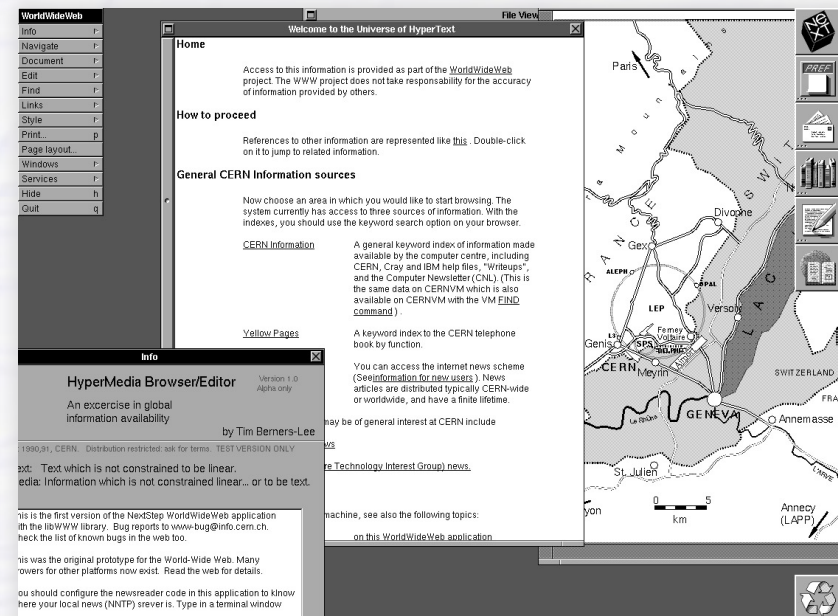 WorldWideWeb
Info
Navigate
Document
Edit
Find
Links
Style
Print... p
Page layout...
Windows
Services
Hide h
Quit q
File View
Welcome to the Universe of HyperText
Home
Access to this information is provided as part of the WorldWideWeb
project. The WWW project does not take responsability for the accuracy
of information provided by others.
How to proceed
References to other information are represented like this . Double-click
on it to jump to related information.
General CERN Information sources
Now choose an area in which you would like to start browsing. The
system currently has access to three sources of information. With the
indexes, you should use the keyword search option on your browser.
CERN Information
A general keyword index of information made
available by the computer centre, including
CERN, Cray and IBM help files, "Writeups",
and the Computer Newsletter (CNL). (This is
the same data on CERNVM which is also
available on CERNVM with the VM FIND
command ) .
Yellow Pages
A keyword index to the CERN telephone
book by function.
You can access the internet news scheme
(See information for new users ). News
articles are distributed typically CERN-wide
or worldwide, and have a finite lifetime.
may be of general interest at CERN include
re Technology Interest Group) news.
machine, see also the following topics:
on this WorldWideWeb application
Info
HyperMedia Browser/Editor
Version 1.0
Alpha only
An excercise in global
information availability
by Tim Berners-Lee
1990,91, CERN. Distribution restricted: ask for terms. TEST VERSION ONLY
ext: Text which is not constrained to be linear.
edia: Information which is not constrained linear... or to be text.
his is the first version of the NextStep WorldWideWeb application
ith the libWWW library. Bug reports to www-bug@info.cern.ch.
heck the list of known bugs in the web too.
his was the original prototype for the World-Wide Web. Many
rowsers for other platforms now exist. Read the web for details.
ou should configure the newsreader code in this application to klnow
here your local news (NNTP) srever is. Type in a terminal window
Paris
Divonne
Gex
ALEPH
OPAL
LEP
Versoix
L3
Ferney
Voltaire
Genis
SPS
DELPHI
CERN
Meyrin
SWITZERLAND
FRA
Le Rhône
GENEVA
Annemasse
St. Julien
L'ARVE
yon
0 5
km
Annecy
(LAPP)
FRANCE
SWIT
LAC
NeXT
PREF